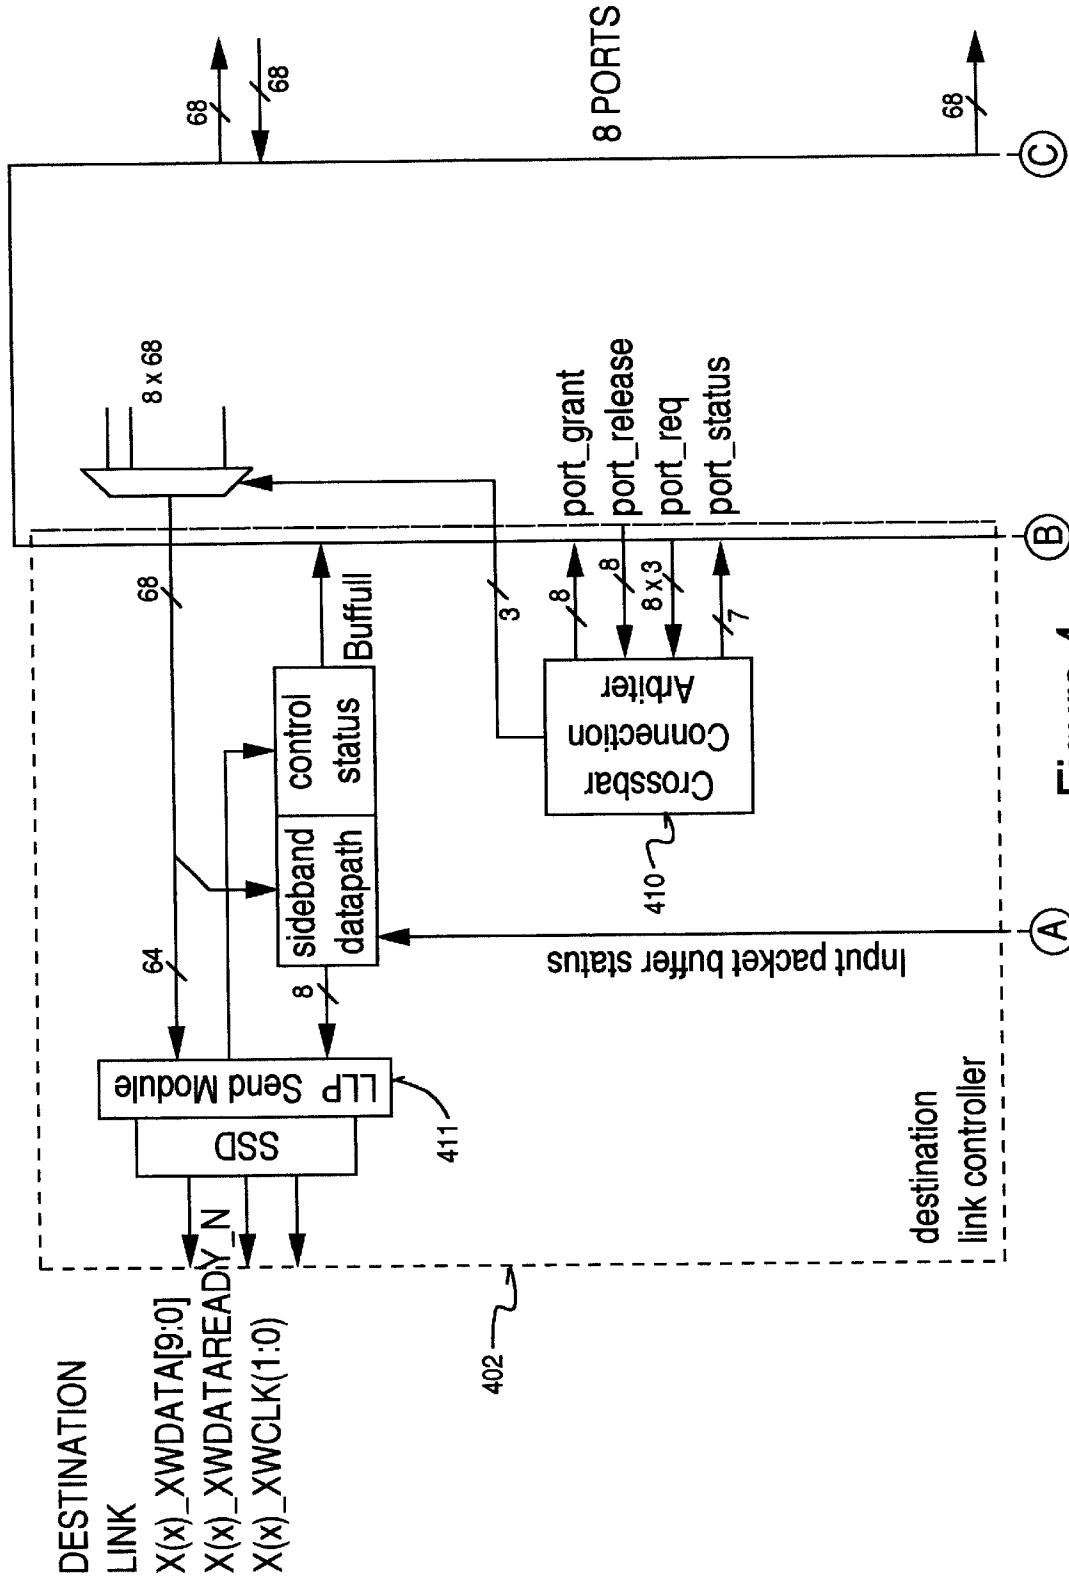 DESTINATION
LINK
X(x)_XWDATA[9:0]
X(x)_XWDATAREADY_N
X(x)_XWCLK(1:0)
402
destination
link controller
SSD
LLP Send Module
411
64
8
68
sideband
datapath
control
status
Buffull
Input packet buffer status
A
410
Crossbar
Connection
Arbiter
3
8
8
8 x 3
7
port_grant
port_release
port_req
port_status
8 x 68
B
68
68
8 PORTS
68
C